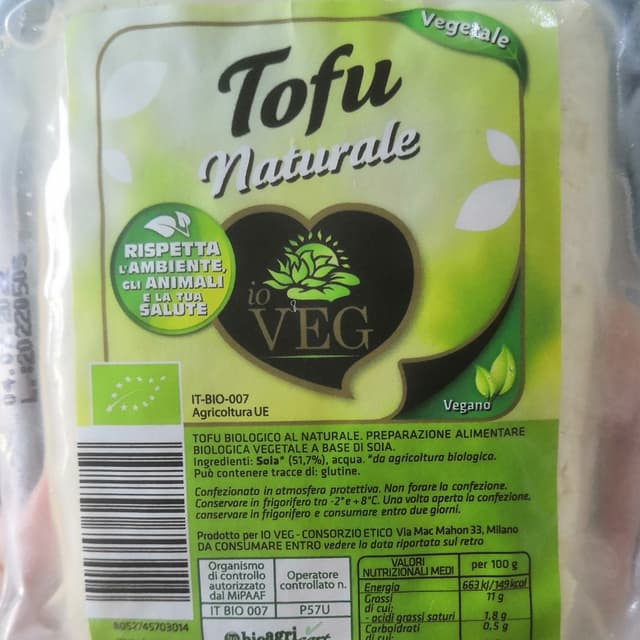 Vegetale
Tofu
Naturale
RISPETTA
L'AMBIENTE,
GLI ANIMALI
E LA TUA
SALUTE
io
VEG
Vegano
IT-BIO-007
Agricoltura UE
TOFU BIOLOGICO AL NATURALE. PREPARAZIONE ALIMENTARE
BIOLOGICA VEGETALE A BASE DI SOIA.
Ingredienti: Soia* (51,7%), acqua. *da agricoltura biologica.
Può contenere tracce di: glutine.
Confezionato in atmosfera protettiva. Non forare la confezione.
Conservare in frigorifero tra -2°e +8°C. Una volta aperta la confezione,
conservare in frigorifero e consumare entro due giorni.
Prodotto per IO VEG - CONSORZIO ETICO Via Mac Mahon 33, Milano
DA CONSUMARE ENTRO vedere la data riportata sul retro
Organismo
di controllo
autorizzato
dal MiPAAF
Operatore
controllato n.
IT BIO 007
P57U
bioagricert
VALORI
NUTRIZIONALI MEDI
per 100 g
Energia
663 kJ/149 kcal
Grassi
11 g
di cui:
- acidi grassi saturi
1,8 g
Carboidrati
0,5 g
di cui:
8052745703014